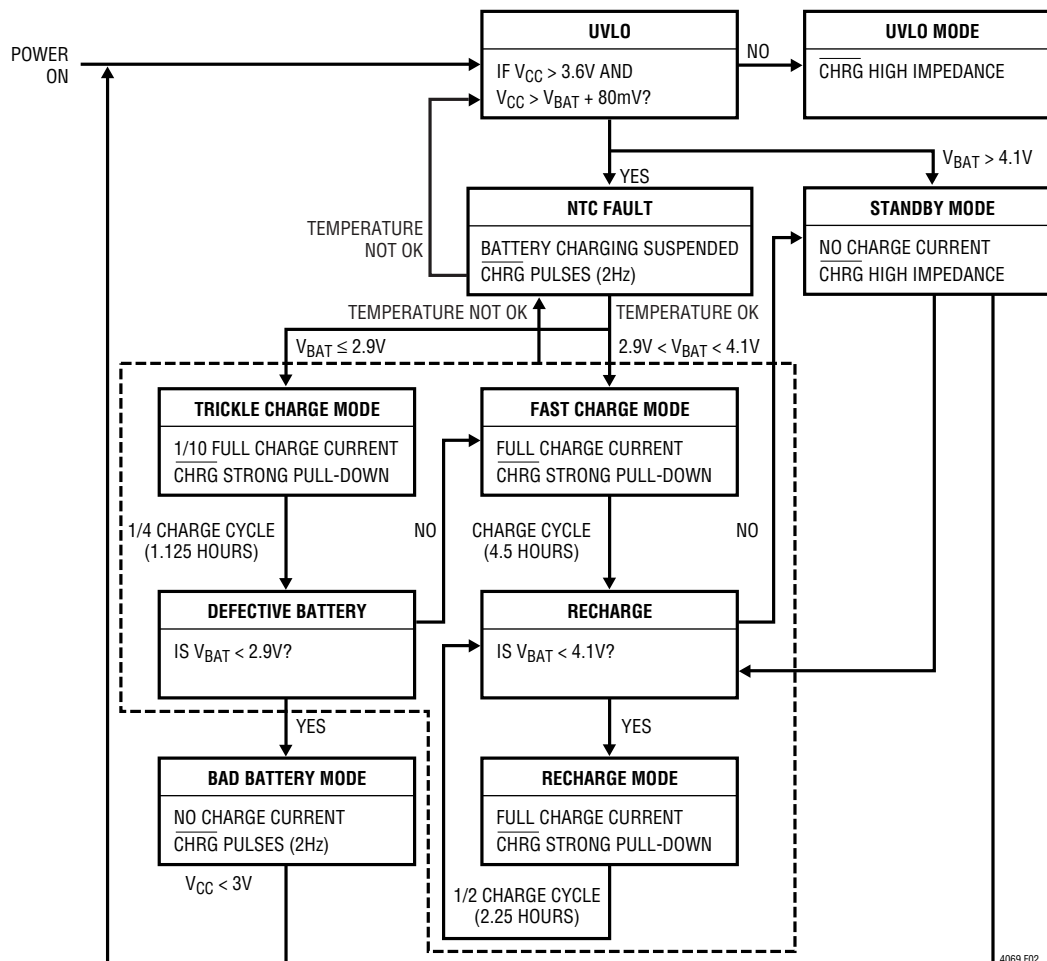 POWER
ON
UVLO
IF VCC > 3.6V AND
VCC > VBAT + 80mV?
NO
UVLO MODE
CHRG HIGH IMPEDANCE
YES
VBAT > 4.1V
TEMPERATURE
NOT OK
NTC FAULT
BATTERY CHARGING SUSPENDED
CHRG PULSES (2Hz)
STANDBY MODE
NO CHARGE CURRENT
CHRG HIGH IMPEDANCE
TEMPERATURE NOT OK
TEMPERATURE OK
VBAT ≤ 2.9V
2.9V < VBAT < 4.1V
TRICKLE CHARGE MODE
1/10 FULL CHARGE CURRENT
CHRG STRONG PULL-DOWN
FAST CHARGE MODE
FULL CHARGE CURRENT
CHRG STRONG PULL-DOWN
1/4 CHARGE CYCLE
(1.125 HOURS)
NO
CHARGE CYCLE
(4.5 HOURS)
NO
DEFECTIVE BATTERY
IS VBAT < 2.9V?
RECHARGE
IS VBAT < 4.1V?
YES
YES
BAD BATTERY MODE
NO CHARGE CURRENT
CHRG PULSES (2Hz)
RECHARGE MODE
FULL CHARGE CURRENT
CHRG STRONG PULL-DOWN
VCC < 3V
1/2 CHARGE CYCLE
(2.25 HOURS)
4069 F02